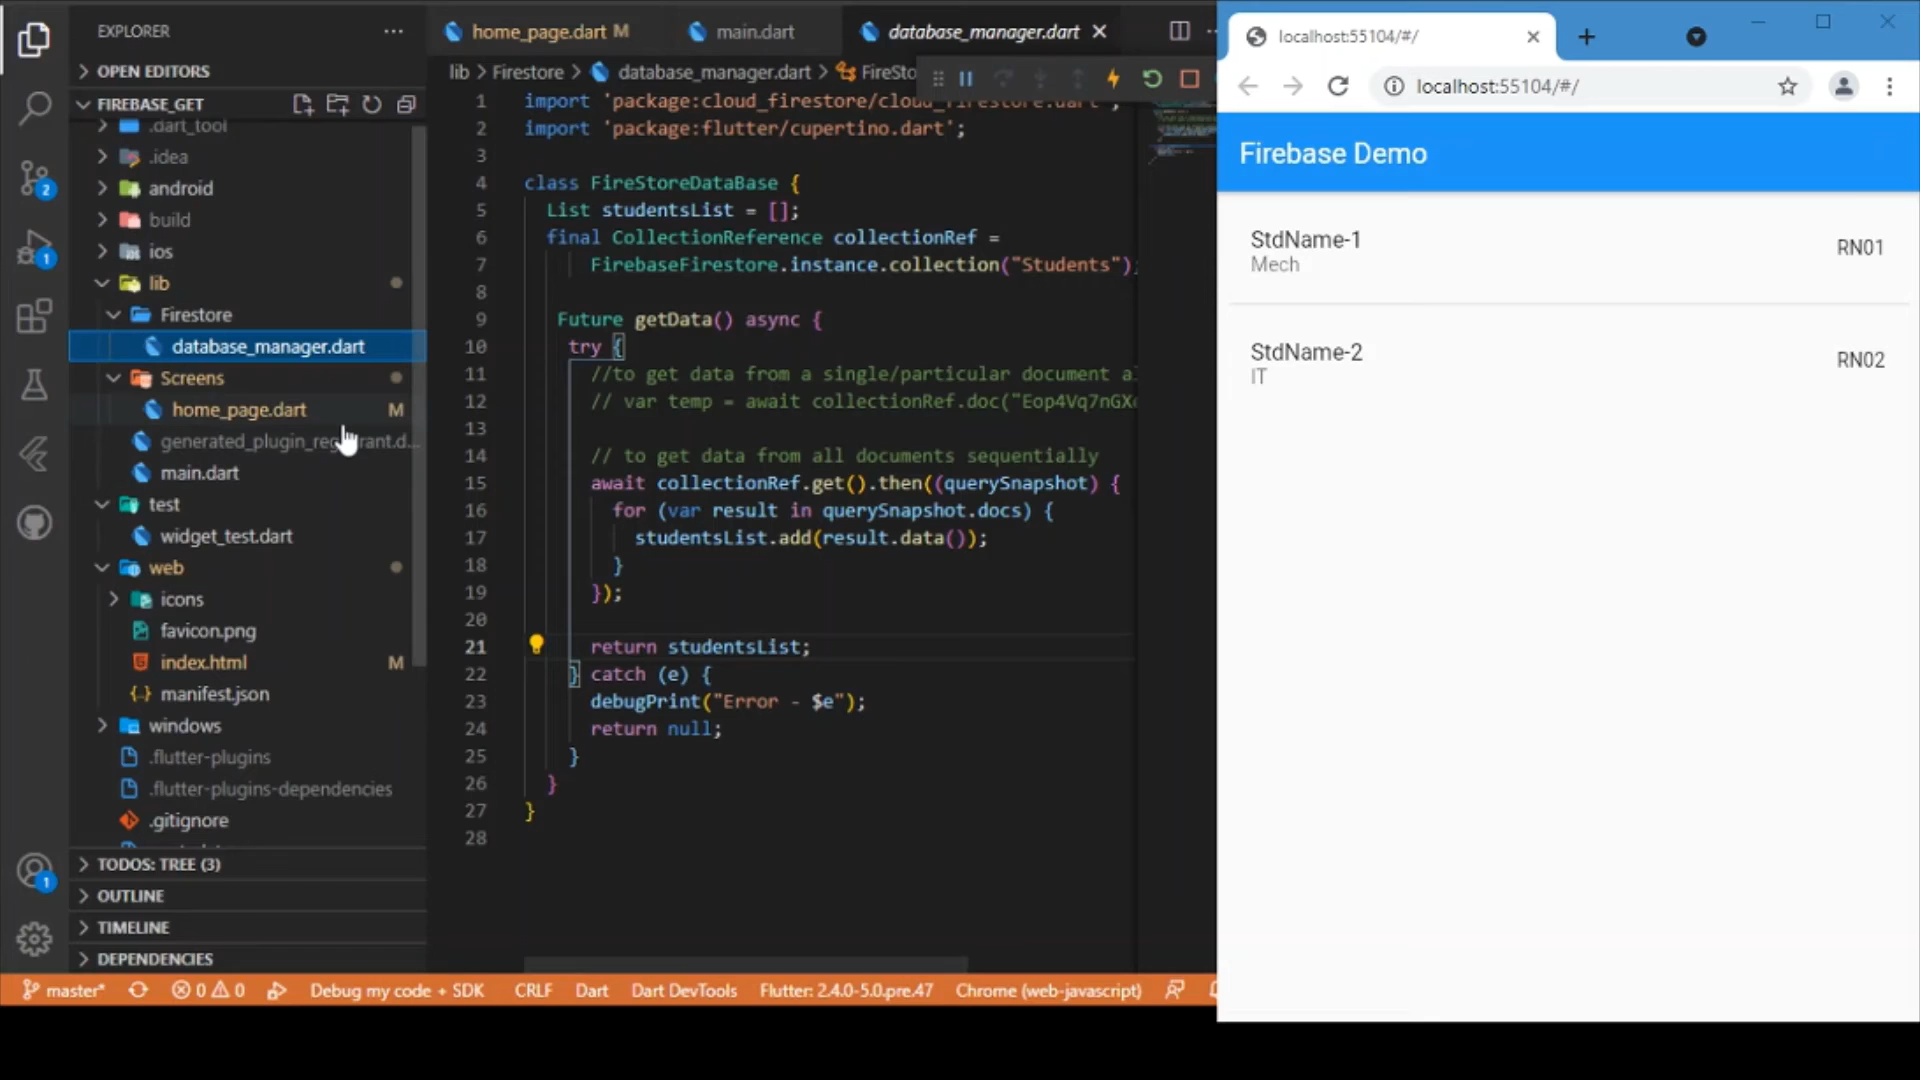 EXPLORER
OPEN EDITORS
FIREBASE_GET
.dart_tool
.idea
android
build
ios
lib
Firestore
database_manager.dart
Screens
home_page.dart M
generated_plugin_reg rant.d...
main.dart
test
widget_test.dart
web
icons
favicon.png
index.html M
manifest.json
windows
.flutter-plugins
.flutter-plugins-dependencies
.gitignore
TODOS: TREE (3)
OUTLINE
TIMELINE
DEPENDENCIES
2
1
1
home_page.dart M
main.dart
database_manager.dart
lib > Firestore > database_manager.dart > FireSto
1 import 'package:cloud_firestore/cloud_firestore.dart';
2 import 'package:flutter/cupertino.dart';
3
4 class FireStoreDataBase {
5 List studentsList = [];
6 final CollectionReference collectionRef =
7 FirebaseFirestore.instance.collection("Students");
8
9 Future getData() async {
10 try {
11 //to get data from a single/particular document a
12 // var temp = await collectionRef.doc("Eop4Vq7nGX
13
14 // to get data from all documents sequentially
15 await collectionRef.get().then((querySnapshot) {
16 for (var result in querySnapshot.docs) {
17 studentsList.add(result.data());
18 }
19 });
20
21 return studentsList;
22 } catch (e) {
23 debugPrint("Error - $e");
24 return null;
25 }
26 }
27 }
28
master* 0 0 Debug my code + SDK CRLF Dart Dart DevTools Flutter: 2.4.0-5.0.pre.47 Chrome (web-javascript)
localhost:55104/#/
localhost:55104/#/
Firebase Demo
StdName-1
Mech
RN01
StdName-2
IT
RN02